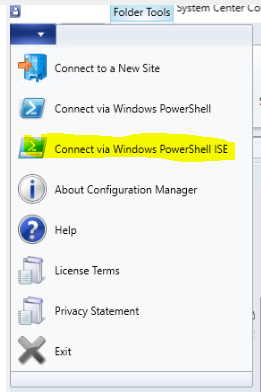 Folder Tools System Center Co
Connect to a New Site
Connect via Windows PowerShell
Connect via Windows PowerShell ISE
About Configuration Manager
Help
License Terms
Privacy Statement
Exit